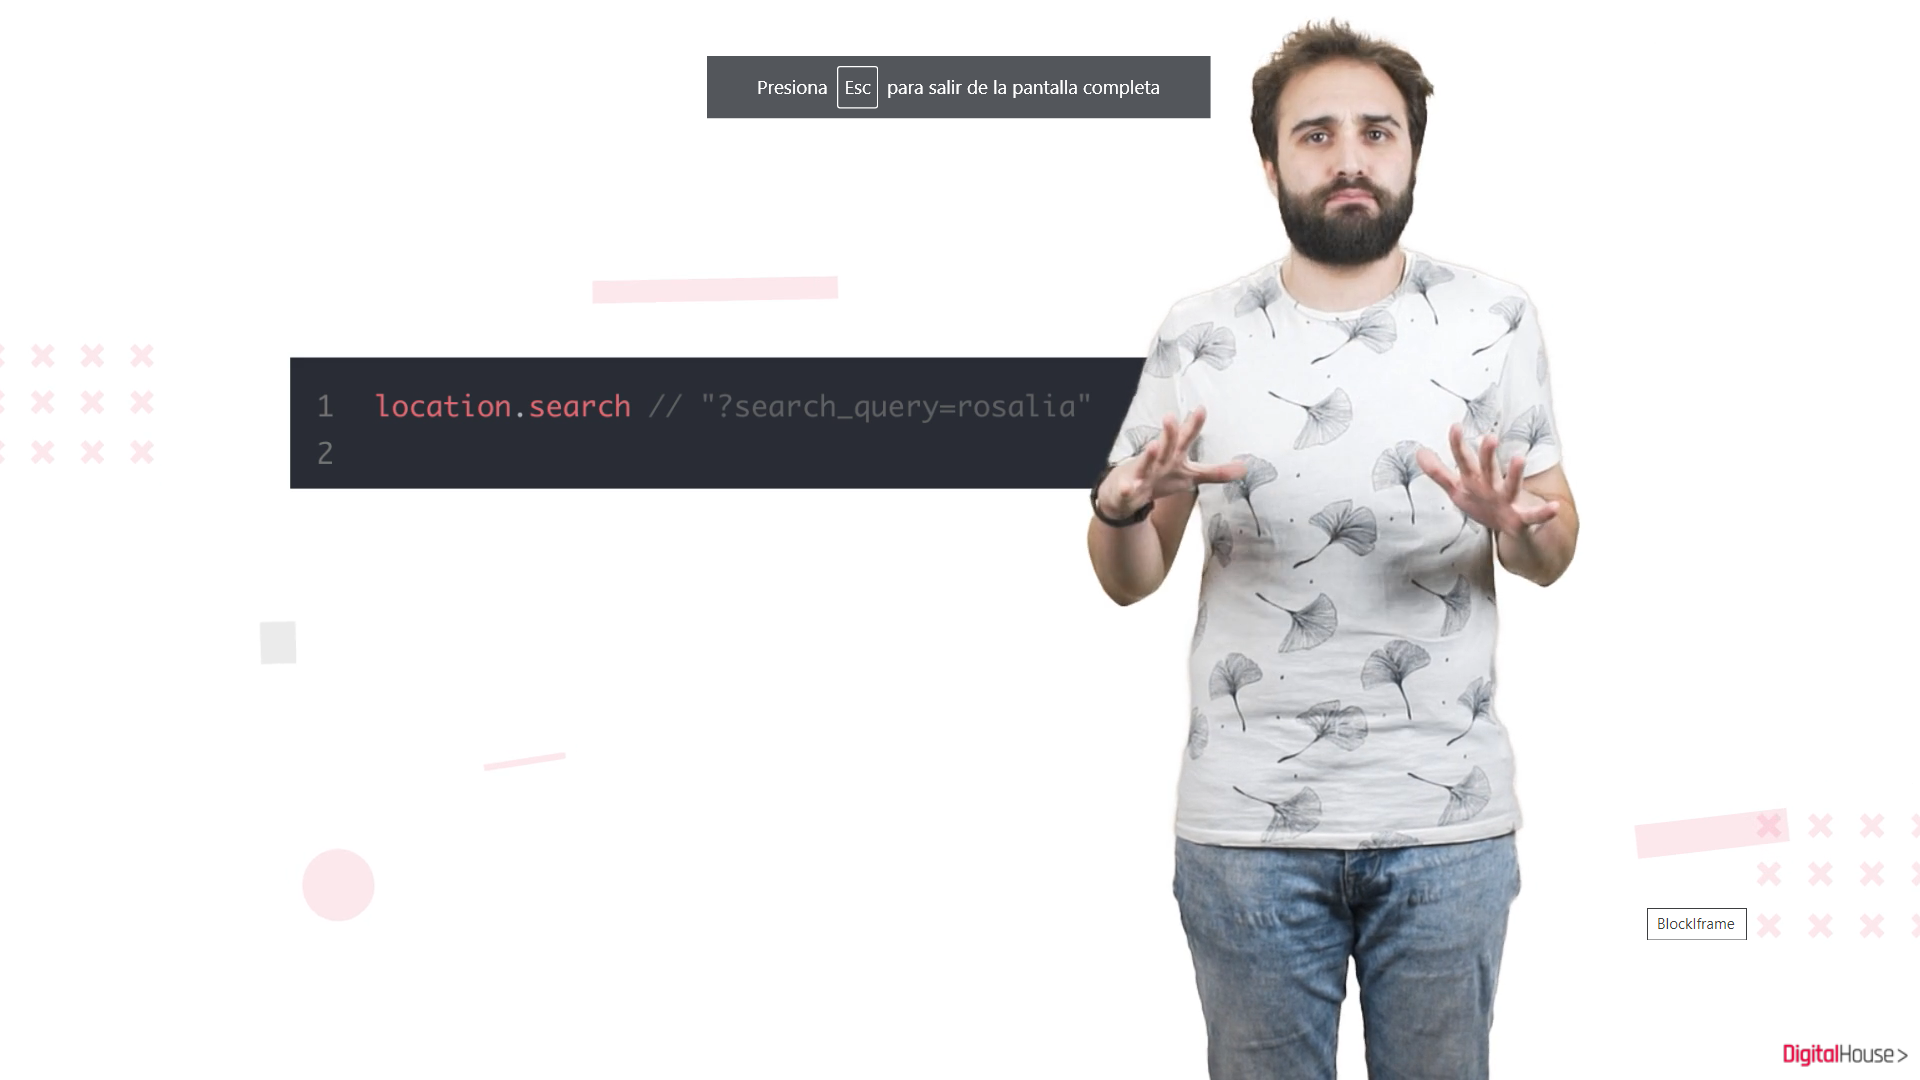 Presiona Esc para salir de la pantalla completa
1 location.search // "?search_query=rosalia"
2
BlockIframe
DigitalHouse>